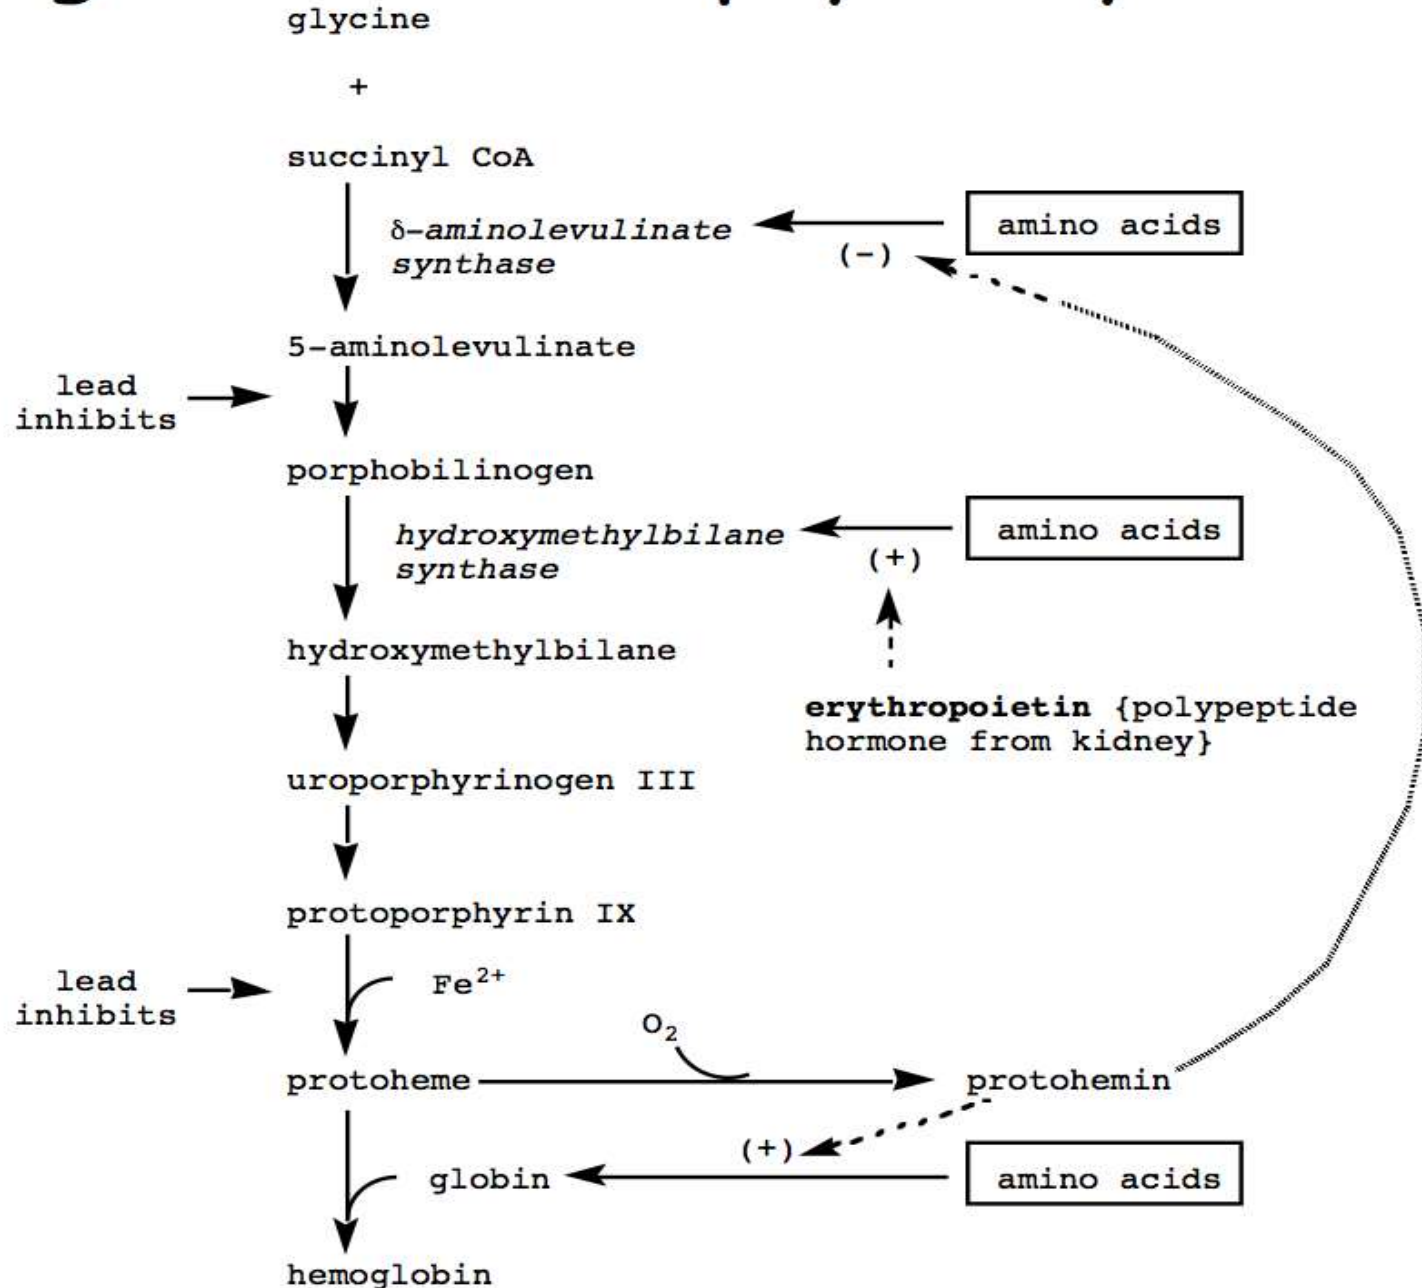 glycine
+
succinyl CoA
δ-aminolevulinate
synthase
(-)
amino acids
5-aminolevulinate
lead
inhibits
porphobilinogen
hydroxymethylbilane
synthase
(+)
amino acids
hydroxymethylbilane
erythropoietin {polypeptide
hormone from kidney}
uroporphyrinogen III
protoporphyrin IX
lead
inhibits
Fe²⁺
O₂
protoheme
protohemin
(+)
globin
amino acids
hemoglobin